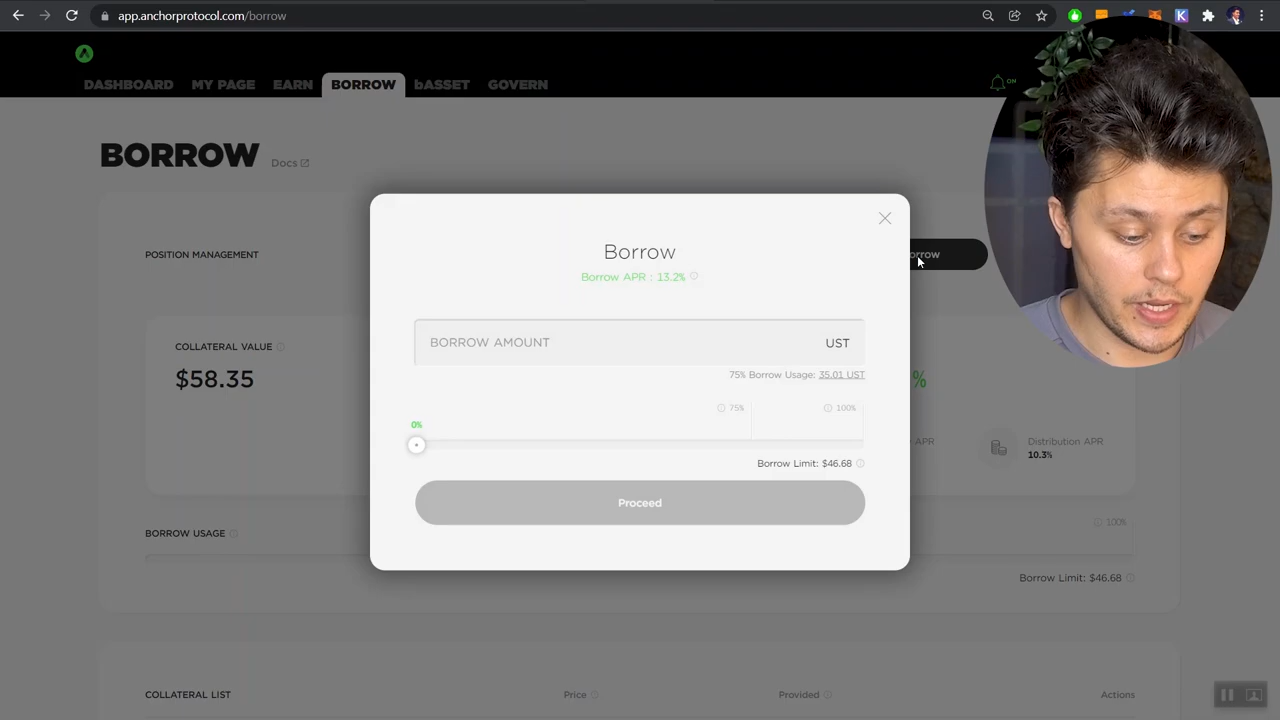 app.anchorprotocol.com/borrow
DASHBOARD MY PAGE EARN BORROW bASSET GOVERN
ON
BORROW Docs
POSITION MANAGEMENT
orrow
COLLATERAL VALUE
$58.35
%
APR
Distribution APR
10.3%
Borrow
Borrow APR : 13.2%
BORROW AMOUNT UST
75% Borrow Usage: 35.01 UST
75% 100%
0%
Borrow Limit: $46.68
Proceed
BORROW USAGE 100%
Borrow Limit: $46.68
COLLATERAL LIST Price Provided Actions